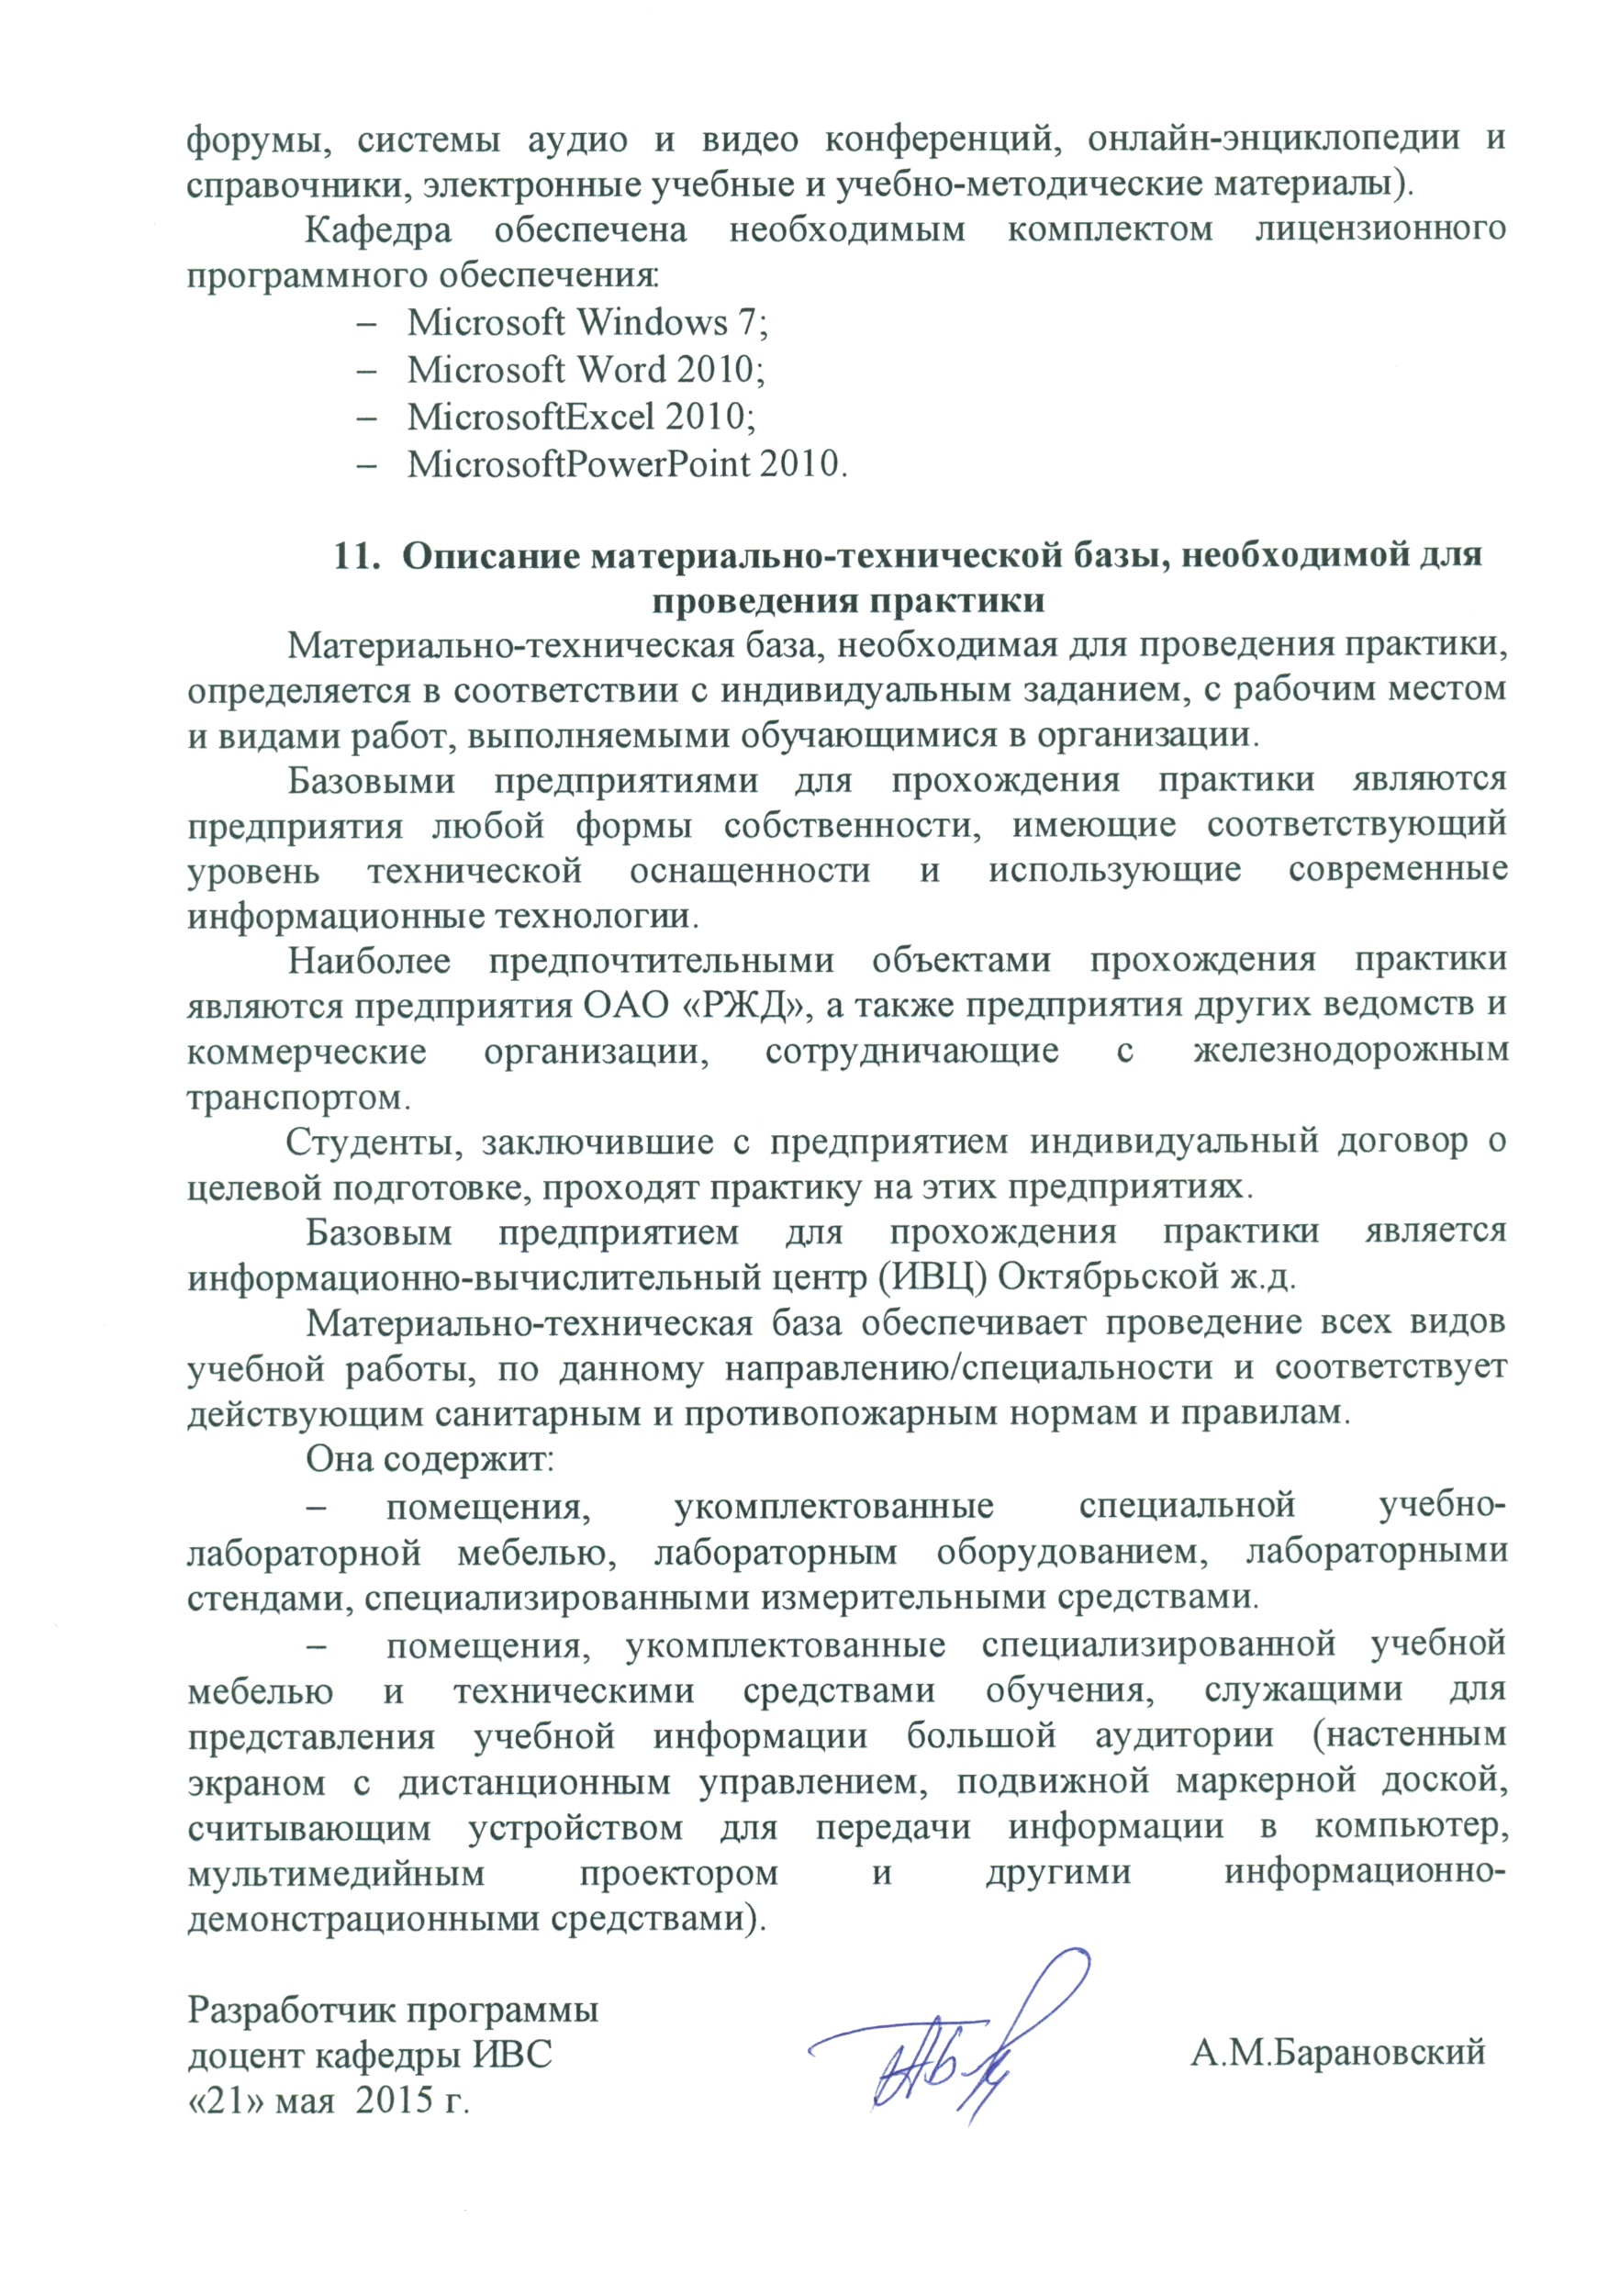 форумы, системы аудио и видео конференций, онлайн-энциклопедии и
справочники, электронные учебные и учебно-методические материалы).
Кафедра обеспечена необходимым комплектом лицензионного
программного обеспечения:
– Microsoft Windows 7;
– Microsoft Word 2010;
– MicrosoftExcel 2010;
– MicrosoftPowerPoint 2010.
11. Описание материально-технической базы, необходимой для
проведения практики
Материально-техническая база, необходимая для проведения практики,
определяется в соответствии с индивидуальным заданием, с рабочим местом
и видами работ, выполняемыми обучающимися в организации.
Базовыми предприятиями для прохождения практики являются
предприятия любой формы собственности, имеющие соответствующий
уровень технической оснащенности и использующие современные
информационные технологии.
Наиболее предпочтительными объектами прохождения практики
являются предприятия ОАО «РЖД», а также предприятия других ведомств и
коммерческие организации, сотрудничающие с железнодорожным
транспортом.
Студенты, заключившие с предприятием индивидуальный договор о
целевой подготовке, проходят практику на этих предприятиях.
Базовым предприятием для прохождения практики является
информационно-вычислительный центр (ИВЦ) Октябрьской ж.д.
Материально-техническая база обеспечивает проведение всех видов
учебной работы, по данному направлению/специальности и соответствует
действующим санитарным и противопожарным нормам и правилам.
Она содержит:
– помещения, укомплектованные специальной учебно-
лабораторной мебелью, лабораторным оборудованием, лабораторными
стендами, специализированными измерительными средствами.
– помещения, укомплектованные специализированной учебной
мебелью и техническими средствами обучения, служащими для
представления учебной информации большой аудитории (настенным
экраном с дистанционным управлением, подвижной маркерной доской,
считывающим устройством для передачи информации в компьютер,
мультимедийным проектором и другими информационно-
демонстрационными средствами).
Разработчик программы
доцент кафедры ИВС А.М.Барановский
«21» мая 2015 г.